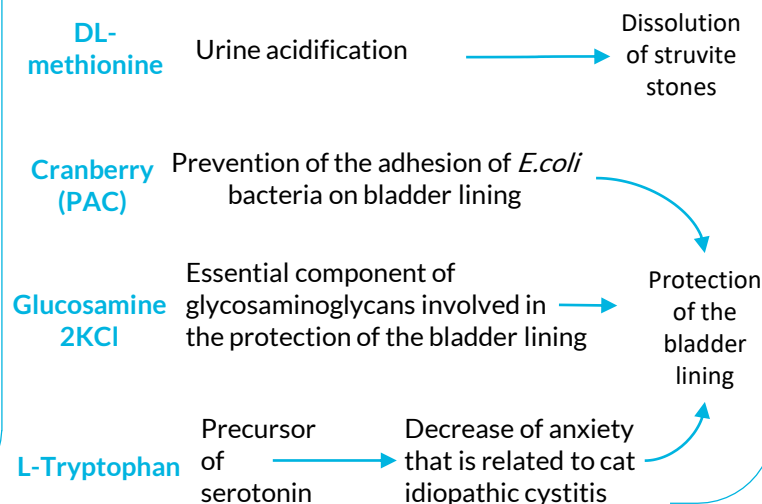 DL-
methionine
Urine acidification
Dissolution
of struvite
stones
Cranberry
(PAC)
Prevention of the adhesion of E.coli
bacteria on bladder lining
Glucosamine
2KCl
Essential component of
glycosaminoglycans involved in
the protection of the bladder lining
Protection
of the
bladder
lining
L-Tryptophan
Precursor
of
serotonin
Decrease of anxiety
that is related to cat
idiopathic cystitis